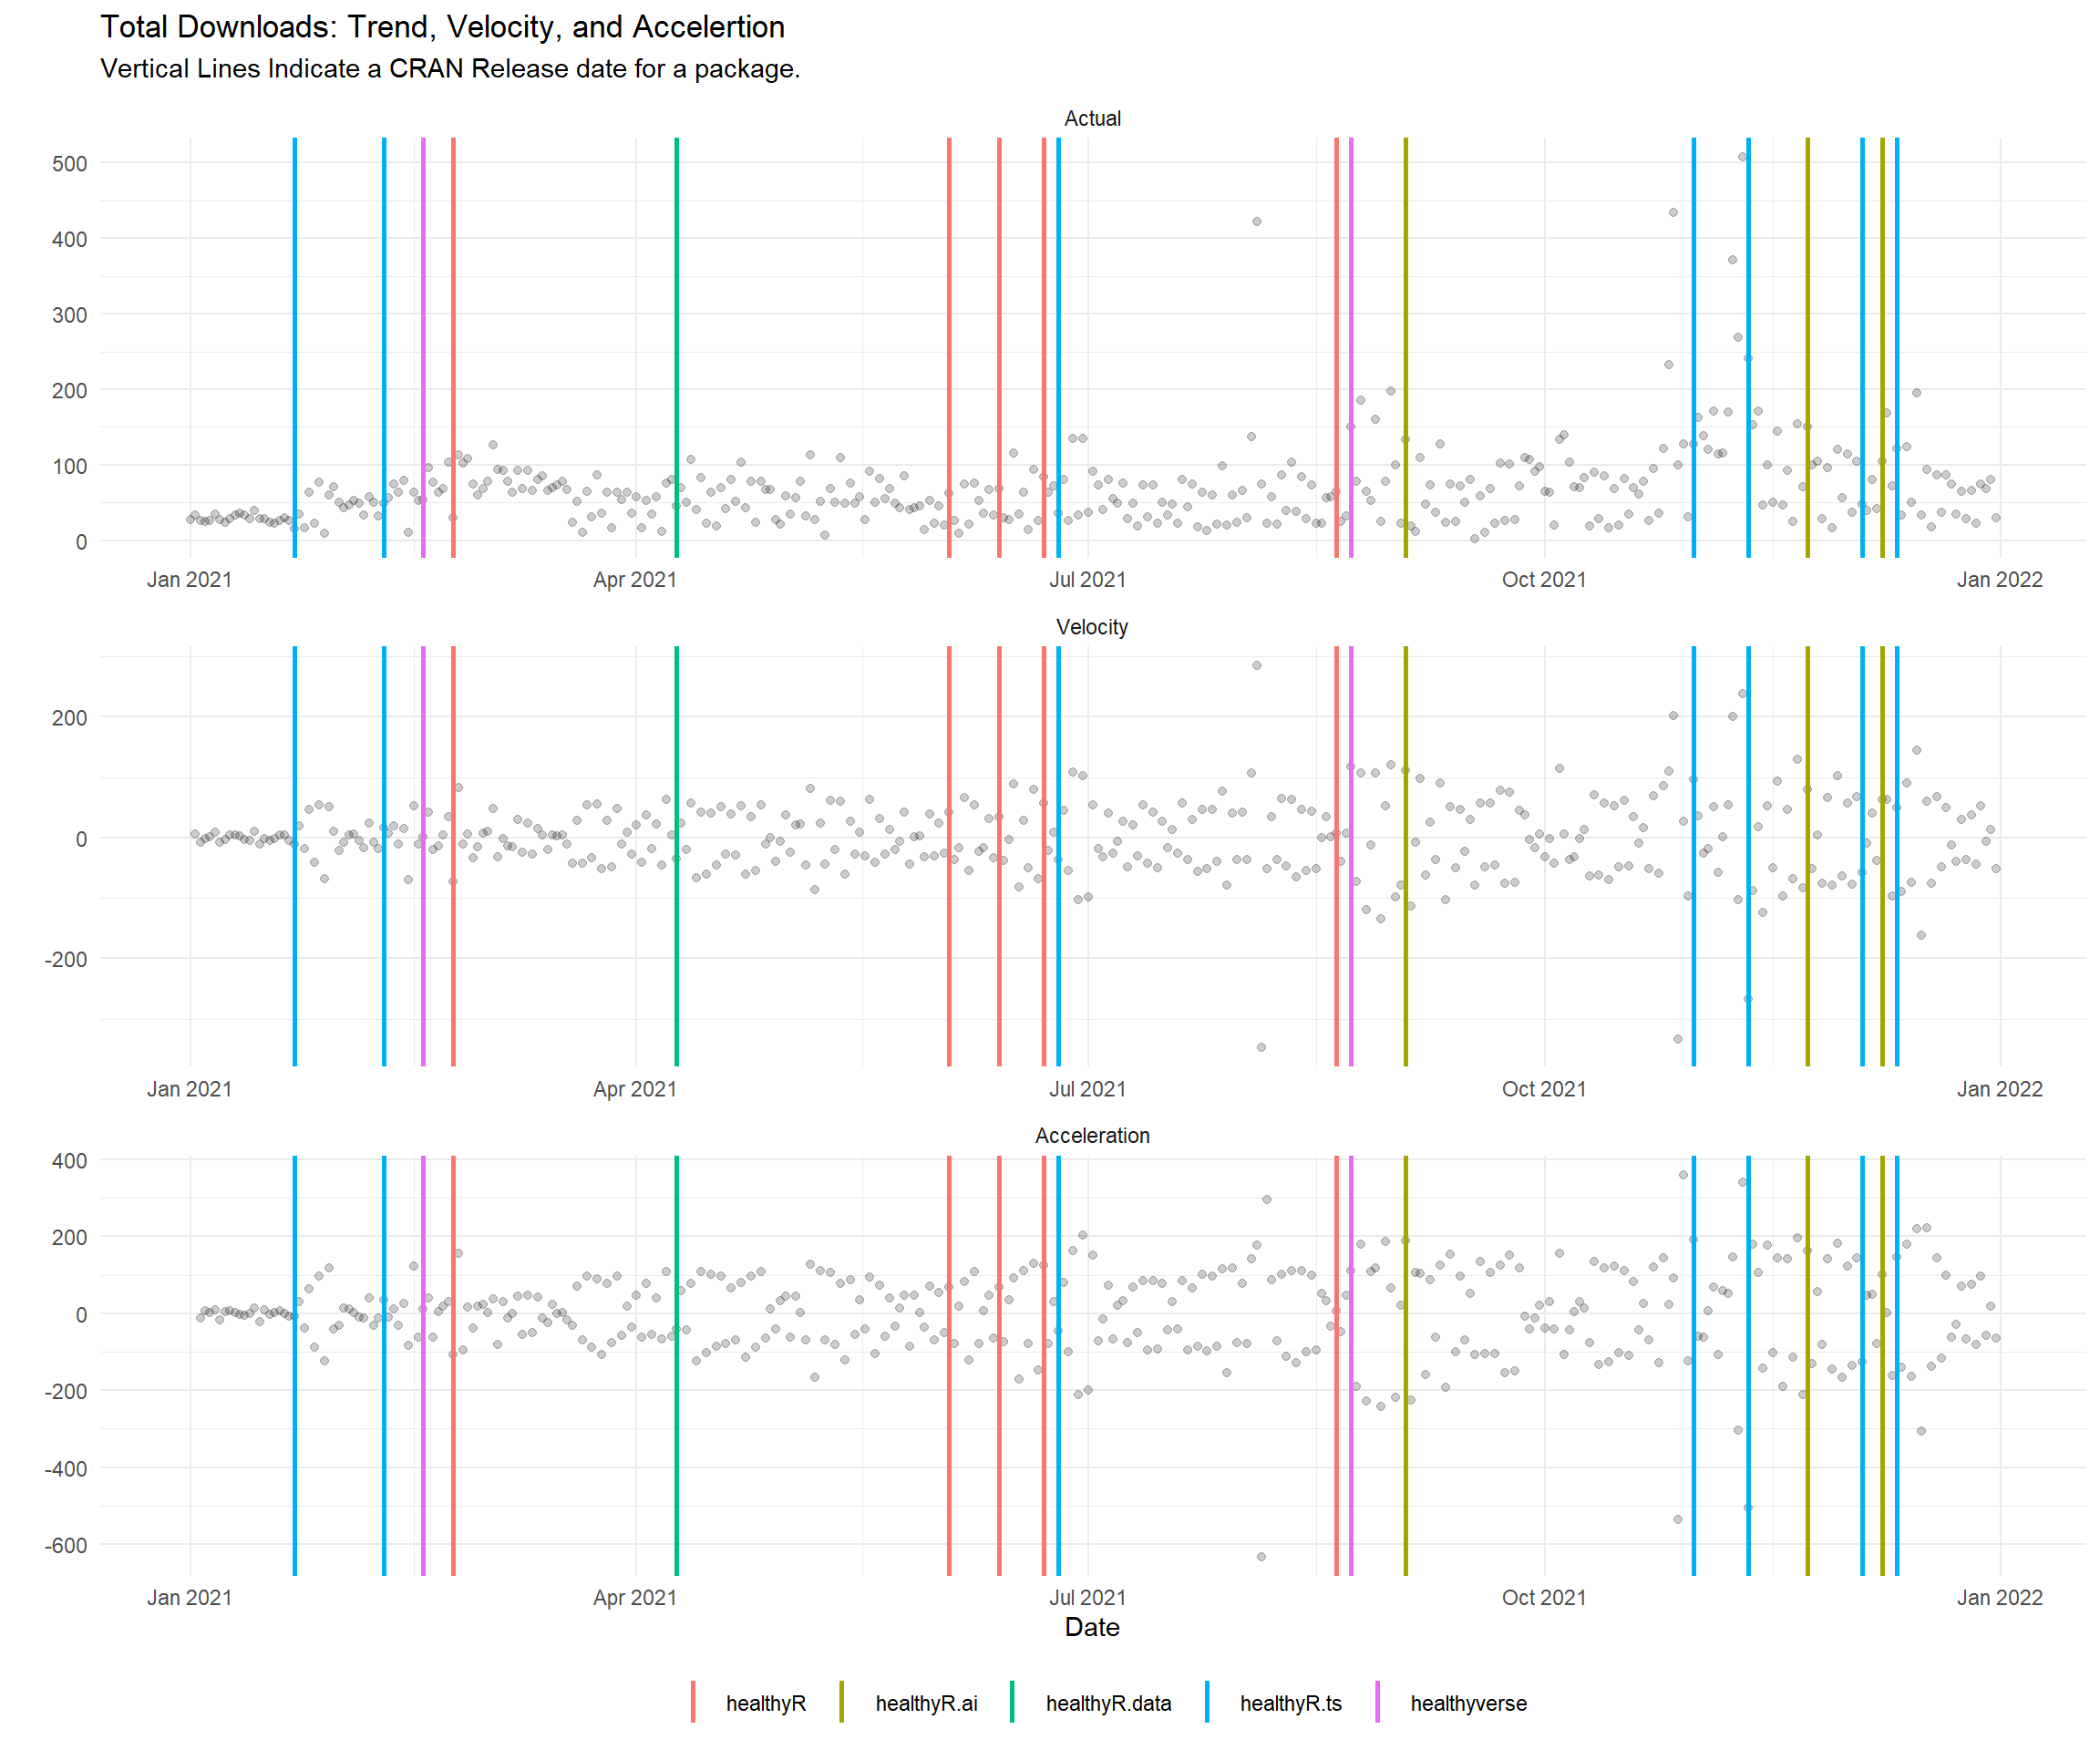 Total Downloads: Trend, Velocity, and Accelertion
Vertical Lines Indicate a CRAN Release date for a package.
Actual
500
400
300
200
100
0
Jan 2021 Apr 2021 Jul 2021 Oct 2021 Jan 2022
Velocity
200
0
-200
Jan 2021 Apr 2021 Jul 2021 Oct 2021 Jan 2022
Acceleration
400
200
0
-200
-400
-600
Jan 2021 Apr 2021 Jul 2021 Oct 2021 Jan 2022
Date
healthyR healthyR.ai healthyR.data healthyR.ts healthyverse